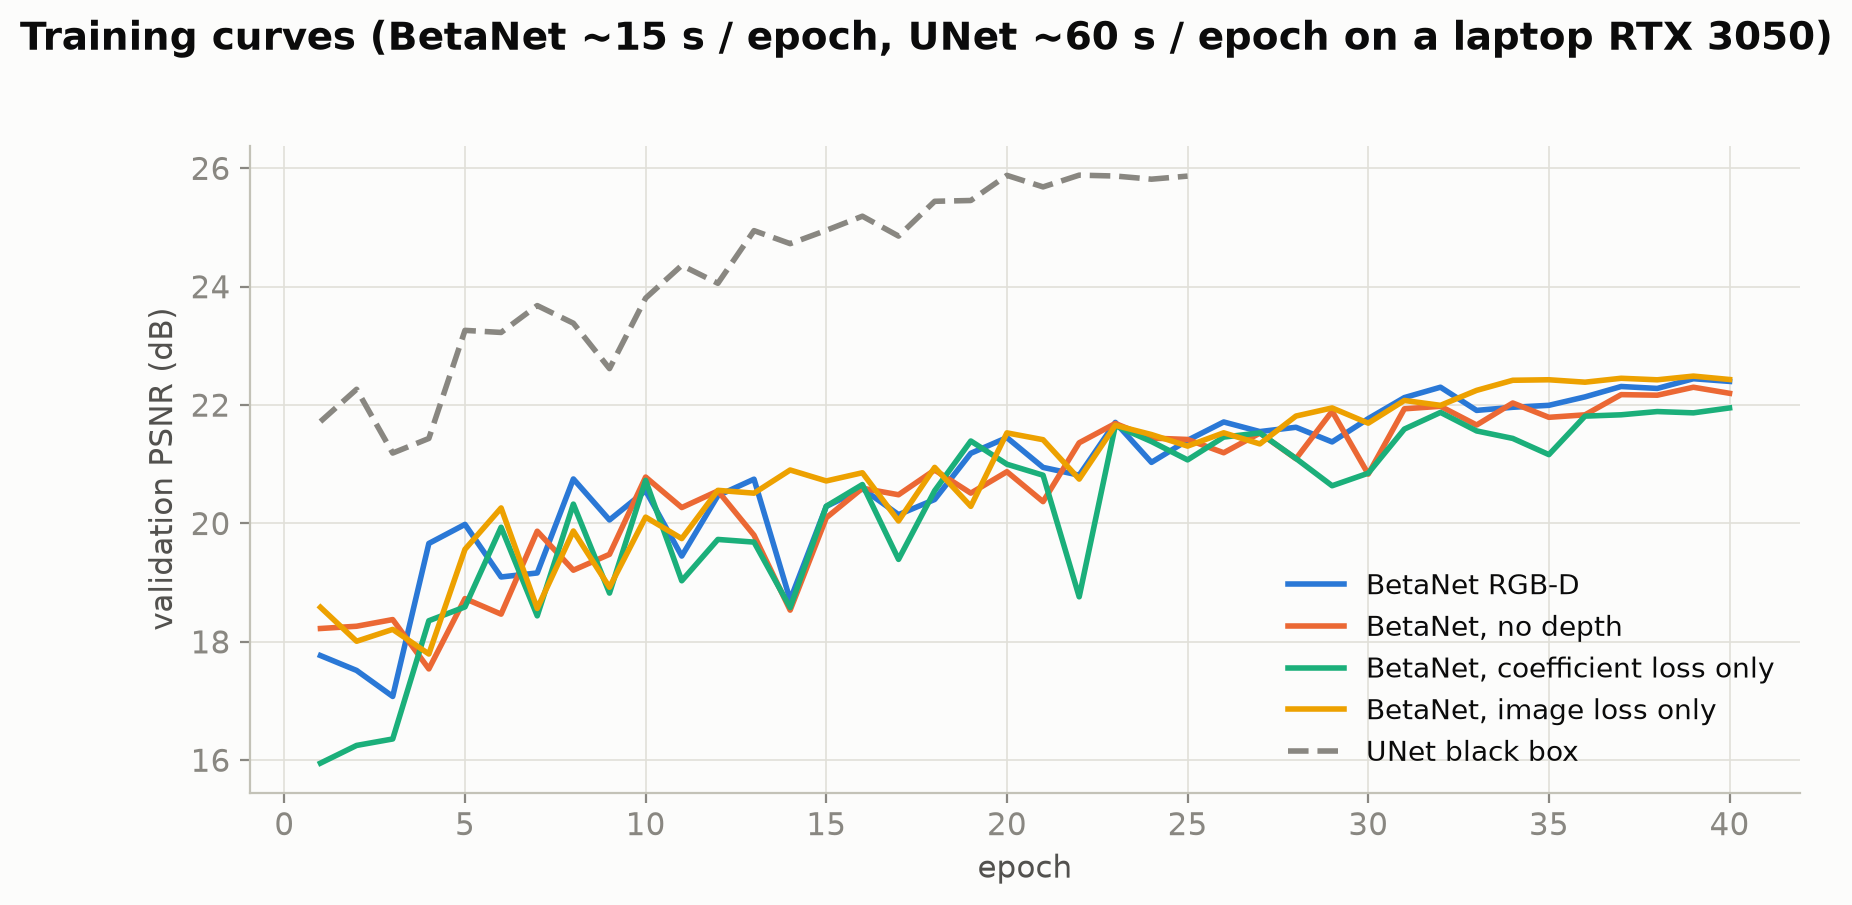 Training curves (BetaNet ~15 s / epoch, UNet ~60 s / epoch on a laptop RTX 3050)
validation PSNR (dB)
26
24
22
20
18
16
BetaNet RGB-D
BetaNet, no depth
BetaNet, coefficient loss only
BetaNet, image loss only
UNet black box
0 5 10 15 20 25 30 35 40
epoch